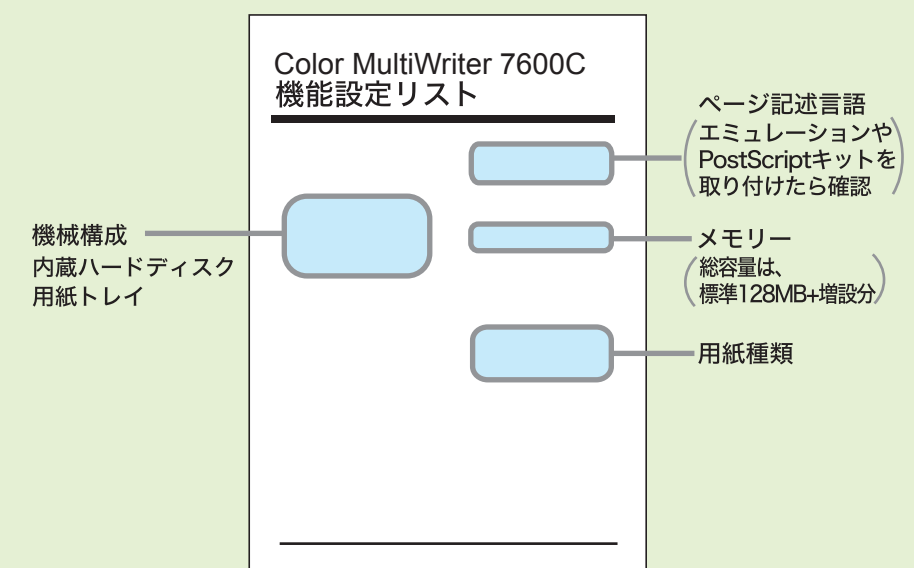 Color MultiWriter 7600C
機能設定リスト
機械構成
内蔵ハードディスク
用紙トレイ
ページ記述言語
(エミュレーションや
PostScriptキットを
取り付けたら確認)
メモリー
(総容量は、
標準128MB+増設分)
用紙種類